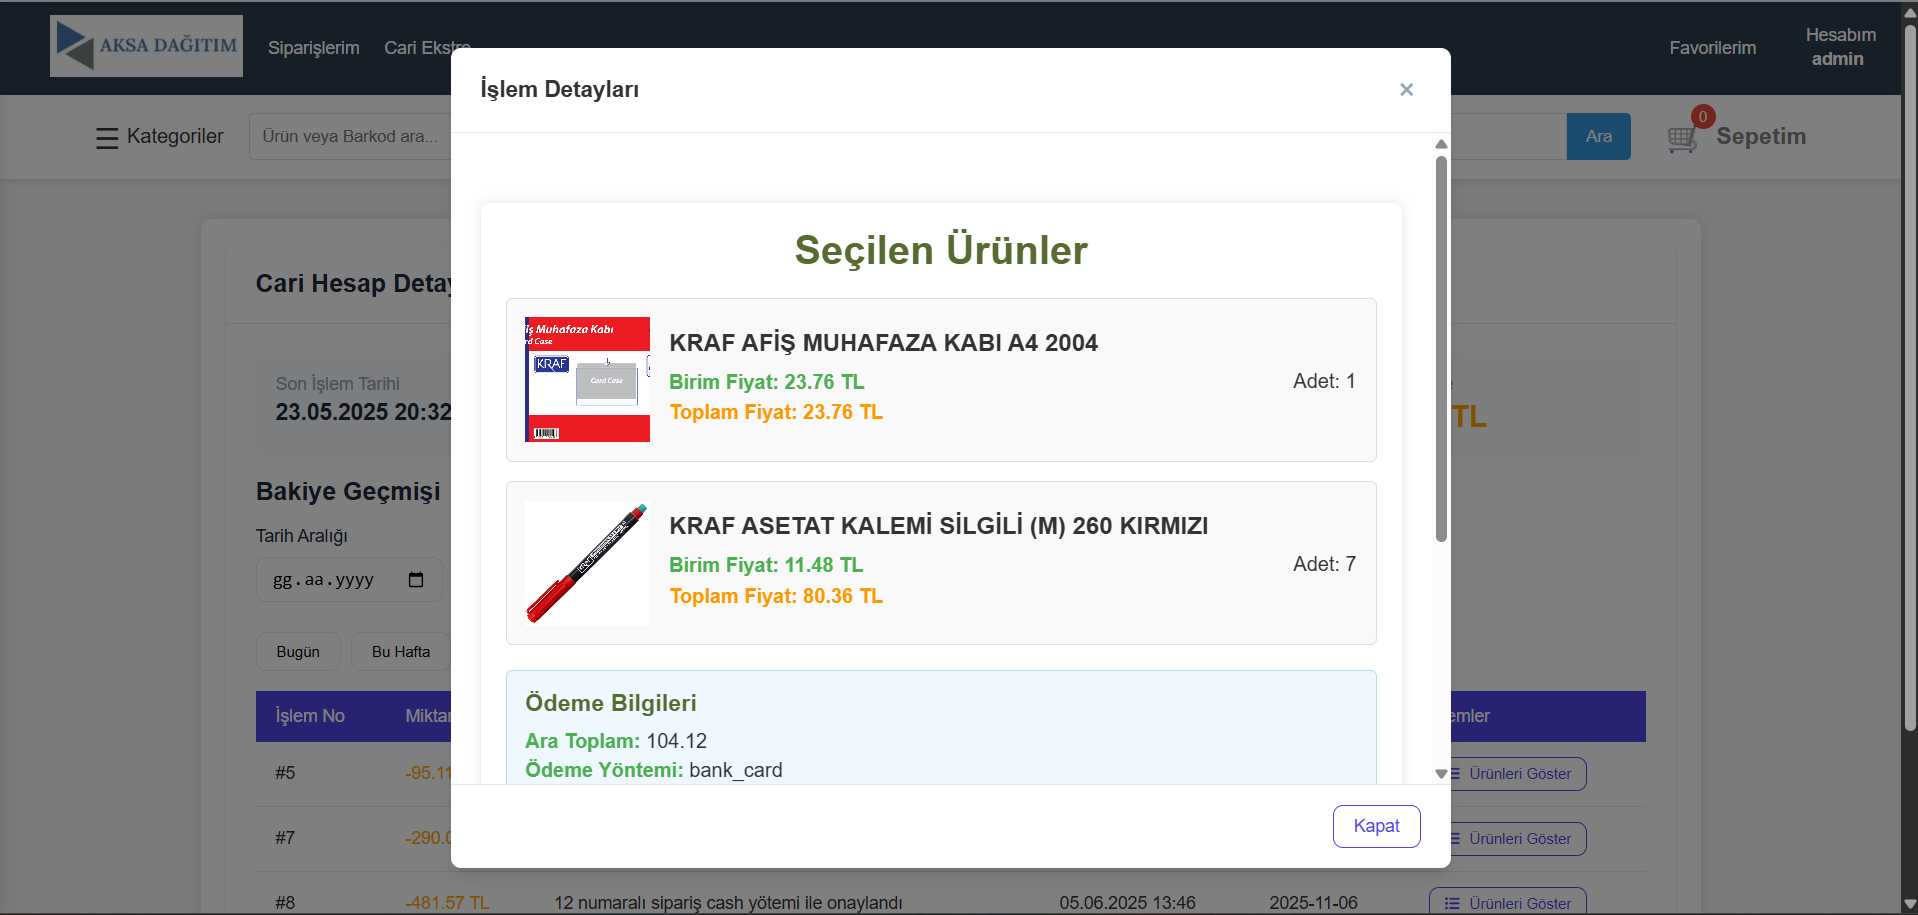 AKSA DAĞITIM
Siparişlerim
Cari Ekstre
Favorilerim
Hesabım
admin
Kategoriler
Ürün veya Barkod ara...
Ara
0
Sepetim
İşlem Detayları
×
Seçilen Ürünler
iş Muhafaza Kabı
rd Case
KRAF
Card Case
KRAF AFİŞ MUHAFAZA KABI A4 2004
Birim Fiyat: 23.76 TL
Toplam Fiyat: 23.76 TL
Adet: 1
KRAF ASETAT KALEMİ SİLGİLİ (M) 260 KIRMIZI
Birim Fiyat: 11.48 TL
Toplam Fiyat: 80.36 TL
Adet: 7
Ödeme Bilgileri
Ara Toplam: 104.12
Ödeme Yöntemi: bank_card
Kapat
Cari Hesap Detay
Son İşlem Tarihi
23.05.2025 20:32
TL
Bakiye Geçmişi
Tarih Aralığı
gg.aa.yyyy
Bugün
Bu Hafta
İşlem No
Miktar
emler
#5
-95.11
Ürünleri Göster
#7
-290.0
Ürünleri Göster
#8
-481.57 TL
12 numaralı sipariş cash yötemi ile onaylandı
05.06.2025 13:46
2025-11-06
Ürünleri Göster